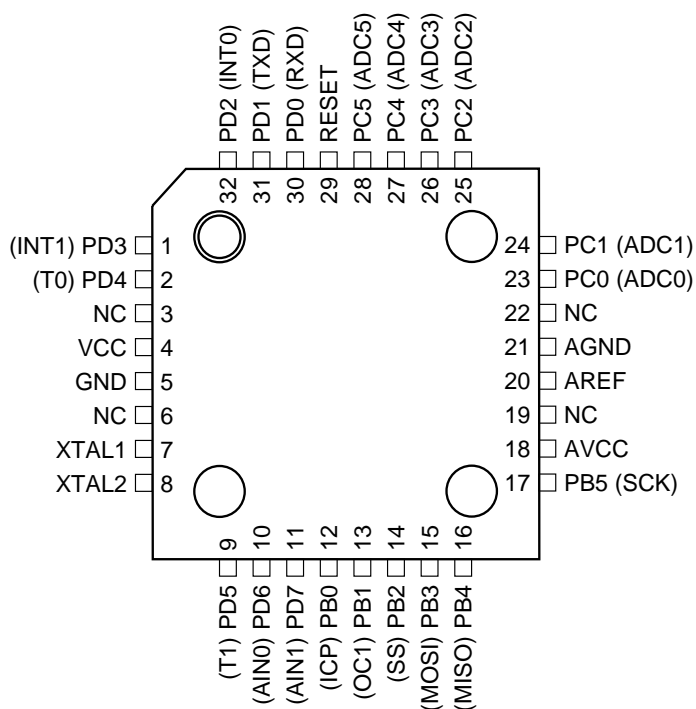 PD2 (INT0)
PD1 (TXD)
PD0 (RXD)
RESET
PC5 (ADC5)
PC4 (ADC4)
PC3 (ADC3)
PC2 (ADC2)
32
31
30
29
28
27
26
25
(INT1) PD3 1
(T0) PD4 2
NC 3
VCC 4
GND 5
NC 6
XTAL1 7
XTAL2 8
24 PC1 (ADC1)
23 PC0 (ADC0)
22 NC
21 AGND
20 AREF
19 NC
18 AVCC
17 PB5 (SCK)
9
10
11
12
13
14
15
16
(T1) PD5
(AIN0) PD6
(AIN1) PD7
(ICP) PB0
(OC1) PB1
(SS) PB2
(MOSI) PB3
(MISO) PB4